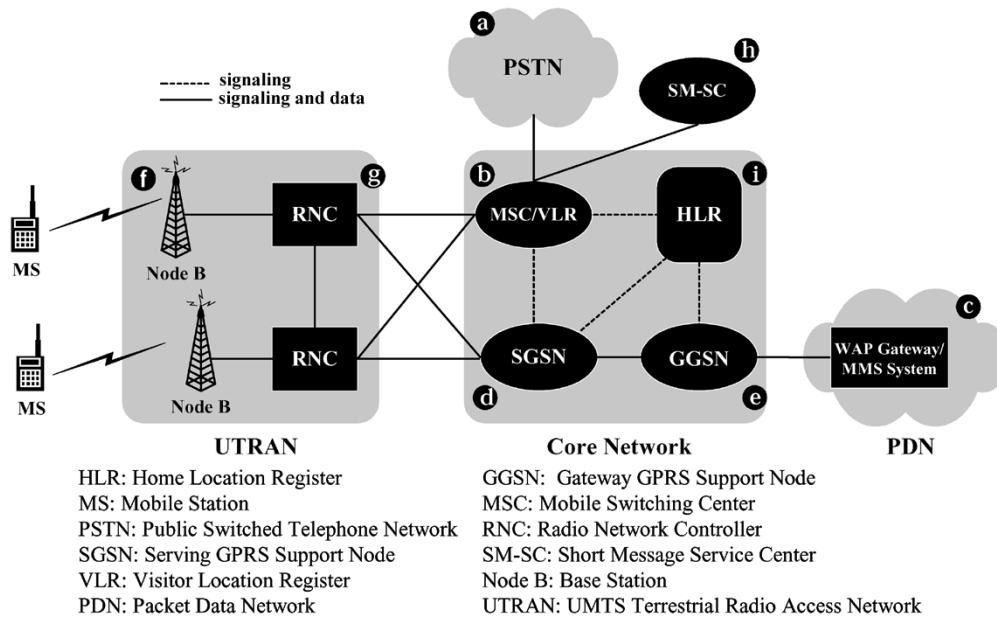 a
PSTN
h
SM-SC
signaling
signaling and data
f
g
b
i
RNC
MSC/VLR
HLR
MS
Node B
c
RNC
SGSN
GGSN
WAP Gateway/
MMS System
MS
Node B
d
e
UTRAN
Core Network
PDN
HLR: Home Location Register
MS: Mobile Station
PSTN: Public Switched Telephone Network
SGSN: Serving GPRS Support Node
VLR: Visitor Location Register
PDN: Packet Data Network
GGSN: Gateway GPRS Support Node
MSC: Mobile Switching Center
RNC: Radio Network Controller
SM-SC: Short Message Service Center
Node B: Base Station
UTRAN: UMTS Terrestrial Radio Access Network